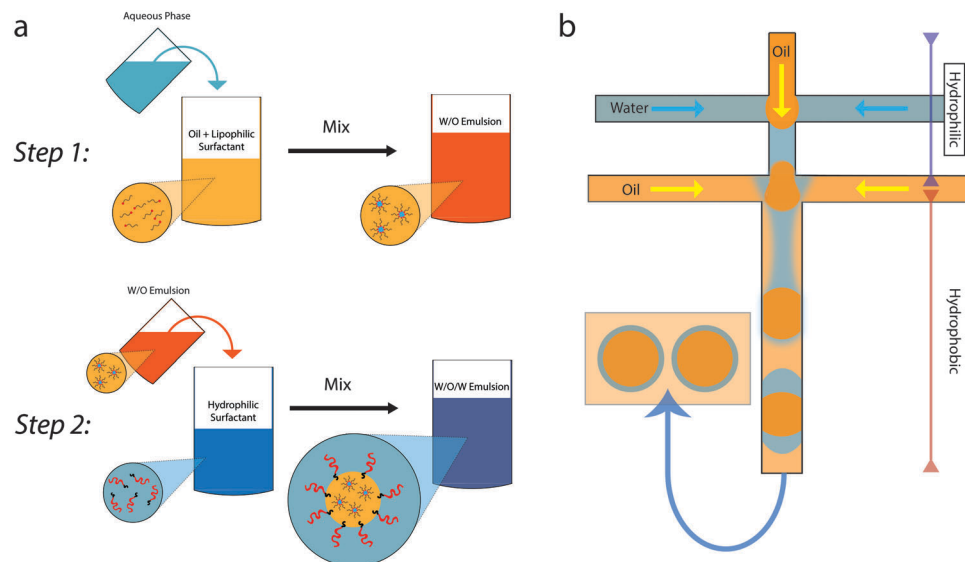 a
Aqueous Phase
Step 1:
Oil + Lipophilic
Surfactant
Mix
W/O Emulsion
W/O Emulsion
Step 2:
Hydrophilic
Surfactant
Mix
W/O/W Emulsion
b
Oil
Water
Oil
Hydrophilic
Hydrophobic